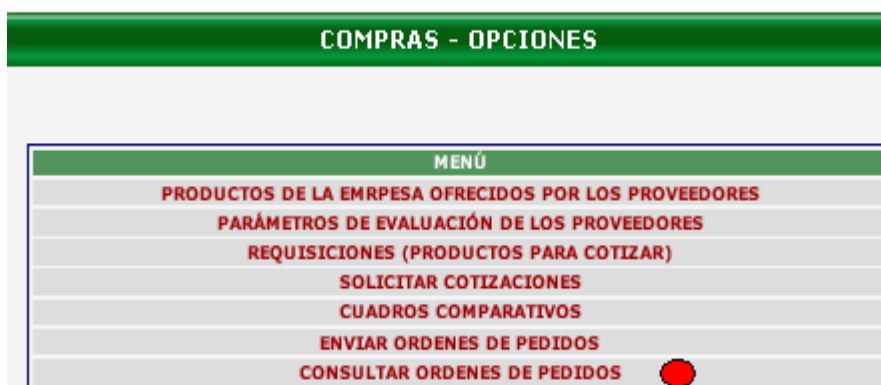 COMPRAS - OPCIONES
MENÚ
PRODUCTOS DE LA EMRPESA OFRECIDOS POR LOS PROVEEDORES
PARÁMETROS DE EVALUACIÓN DE LOS PROVEEDORES
REQUISICIONES (PRODUCTOS PARA COTIZAR)
SOLICITAR COTIZACIONES
CUADROS COMPARATIVOS
ENVIAR ORDENES DE PEDIDOS
CONSULTAR ORDENES DE PEDIDOS